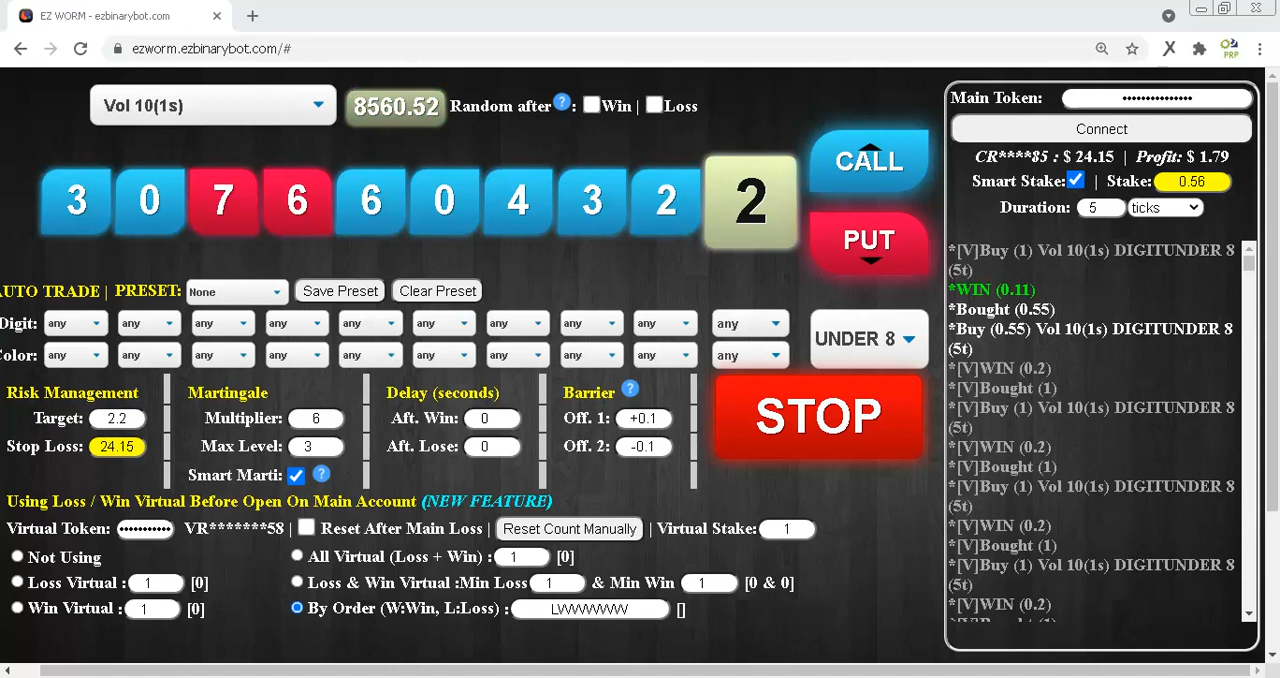 EZ WORM - ezbinarybot.com
ezworm.ezbinarybot.com/#
PRP
Vol 10(1s)
8560.52
Random after ? : Win | Loss
3 0 7 6 6 0 4 3 2 2
CALL
PUT
AUTO TRADE | PRESET: None Save Preset Clear Preset
Digit: any any any any any any any any any any
Color: any any any any any any any any any any
UNDER 8
Risk Management
Target: 2.2
Stop Loss: 24.15
Martingale
Multiplier: 6
Max Level: 3
Smart Marti: ?
Delay (seconds)
Aft. Win: 0
Aft. Lose: 0
Barrier ?
Off. 1: +0.1
Off. 2: -0.1
STOP
Using Loss / Win Virtual Before Open On Main Account (NEW FEATURE)
Virtual Token: •••••••••••• VR*******58 | Reset After Main Loss | Reset Count Manually | Virtual Stake: 1
Not Using
All Virtual (Loss + Win) : 1 [0]
Loss Virtual : 1 [0]
Loss & Win Virtual :Min Loss 1 & Min Win 1 [0 & 0]
Win Virtual : 1 [0]
By Order (W:Win, L:Loss) : []
Main Token: •••••••••••••••
Connect
CR****85 : $ 24.15 | Profit: $ 1.79
Smart Stake: | Stake: 0.56
Duration: 5 ticks
*[V]Buy (1) Vol 10(1s) DIGITUNDER 8
(5t)
*WIN (0.11)
*Bought (0.55)
*Buy (0.55) Vol 10(1s) DIGITUNDER 8
(5t)
*[V]WIN (0.2)
*[V]Bought (1)
*[V]Buy (1) Vol 10(1s) DIGITUNDER 8
(5t)
*[V]WIN (0.2)
*[V]Bought (1)
*[V]Buy (1) Vol 10(1s) DIGITUNDER 8
(5t)
*[V]WIN (0.2)
*[V]Bought (1)
*[V]Buy (1) Vol 10(1s) DIGITUNDER 8
(5t)
*[V]WIN (0.2)